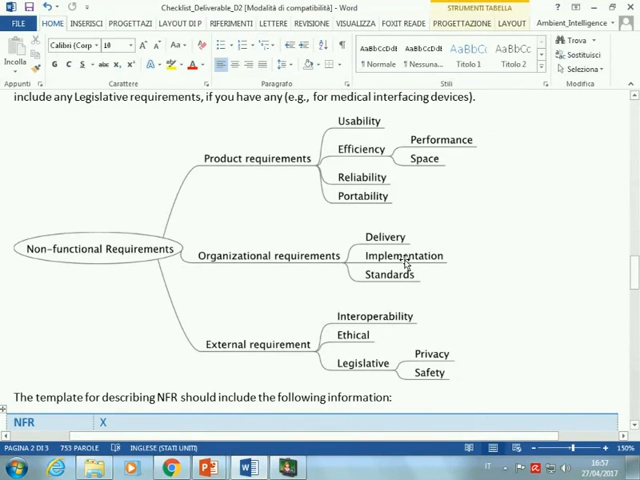 Checklist_Deliverable_D2 [Modalità di compatibilità] - Word
STRUMENTI TABELLA
FILE HOME INSERISCI PROGETTAZI LAYOUT DI P RIFERIMENTI LETTERE REVISIONE VISUALIZZA FOXIT READER PROGETTAZIONE LAYOUT Ambient_Intelligence
Incolla
Calibri (Corp 10
G C S abc
AaBbCcDdI AaBbCcDdI AaBbC AaBbCc
¶ Normale ¶ Nessuna... Titolo 1 Titolo 2
Trova
Sostituisci
Seleziona
Appunti Carattere Paragrafo Stili Modifica
include any Legislative requirements, if you have any (e.g., for medical interfacing devices).
Usability
Performance
Efficiency
Product requirements
Space
Reliability
Portability
Delivery
Non-functional Requirements
Organizational requirements
Implementation
Standards
Interoperability
Ethical
External requirement
Privacy
Legislative
Safety
The template for describing NFR should include the following information:
NFR X
PAGINA 2 DI 3 753 PAROLE INGLESE (STATI UNITI) 150%
IT 16:57
27/04/2017